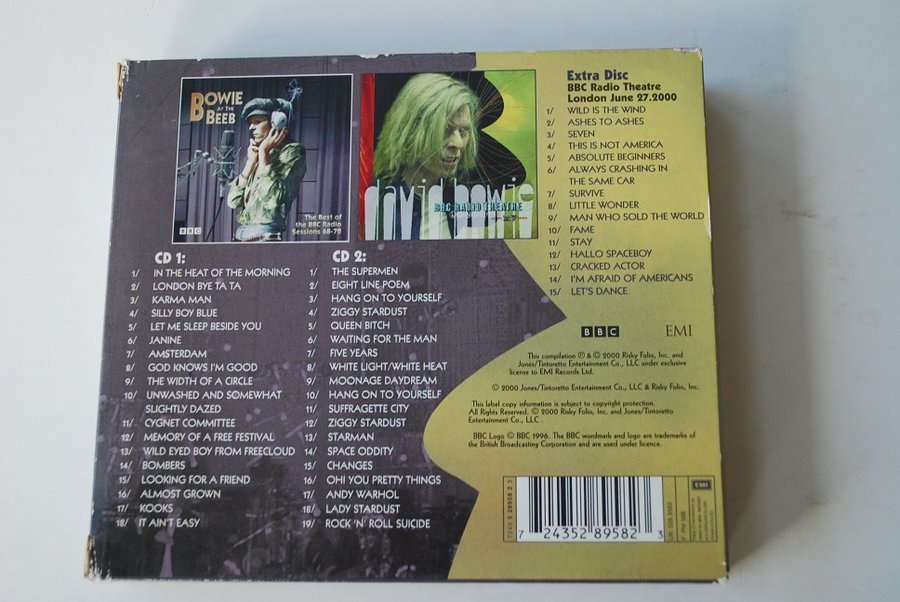 BOWIE
AT THE
BEEB
The Best of
the BBC Radio
Sessions 68-72
BBC
david bowie
BBC RADIO THEATRE
CD 1:
1/ IN THE HEAT OF THE MORNING
2/ LONDON BYE TA TA
3/ KARMA MAN
4/ SILLY BOY BLUE
5/ LET ME SLEEP BESIDE YOU
6/ JANINE
7/ AMSTERDAM
8/ GOD KNOWS I'M GOOD
9/ THE WIDTH OF A CIRCLE
10/ UNWASHED AND SOMEWHAT
SLIGHTLY DAZED
11/ CYGNET COMMITTEE
12/ MEMORY OF A FREE FESTIVAL
13/ WILD EYED BOY FROM FREECLOUD
14/ BOMBERS
15/ LOOKING FOR A FRIEND
16/ ALMOST GROWN
17/ KOOKS
18/ IT AIN'T EASY
CD 2:
1/ THE SUPERMEN
2/ EIGHT LINE POEM
3/ HANG ON TO YOURSELF
4/ ZIGGY STARDUST
5/ QUEEN BITCH
6/ WAITING FOR THE MAN
7/ FIVE YEARS
8/ WHITE LIGHT/WHITE HEAT
9/ MOONAGE DAYDREAM
10/ HANG ON TO YOURSELF
11/ SUFFRAGETTE CITY
12/ ZIGGY STARDUST
13/ STARMAN
14/ SPACE ODDITY
15/ CHANGES
16/ OH! YOU PRETTY THINGS
17/ ANDY WARHOL
18/ LADY STARDUST
19/ ROCK 'N' ROLL SUICIDE
Extra Disc
BBC Radio Theatre
London June 27.2000
1/ WILD IS THE WIND
2/ ASHES TO ASHES
3/ SEVEN
4/ THIS IS NOT AMERICA
5/ ABSOLUTE BEGINNERS
6/ ALWAYS CRASHING IN
THE SAME CAR
7/ SURVIVE
8/ LITTLE WONDER
9/ MAN WHO SOLD THE WORLD
10/ FAME
11/ STAY
12/ HALLO SPACEBOY
13/ CRACKED ACTOR
14/ I'M AFRAID OF AMERICANS
15/ LET'S DANCE
BBC EMI
This compilation ℗ & © 2000 Risky Folio, Inc. and
Jones/Tintoretto Entertainment Co., LLC under exclusive
license to EMI Records Ltd.
© 2000 Jones/Tintoretto Entertainment Co., LLC & Risky Folio, Inc.
This label copy information is subject to copyright protection.
All Rights Reserved. © 2000 Risky Folio, Inc. and Jones/Tintoretto
Entertainment Co., LLC .
BBC Logo © BBC 1996. The BBC wordmark and logo are trademarks of
the British Broadcasting Corporation and are used under licence.
7243 5 28958 2 3
7 24352 89582 3
EMI